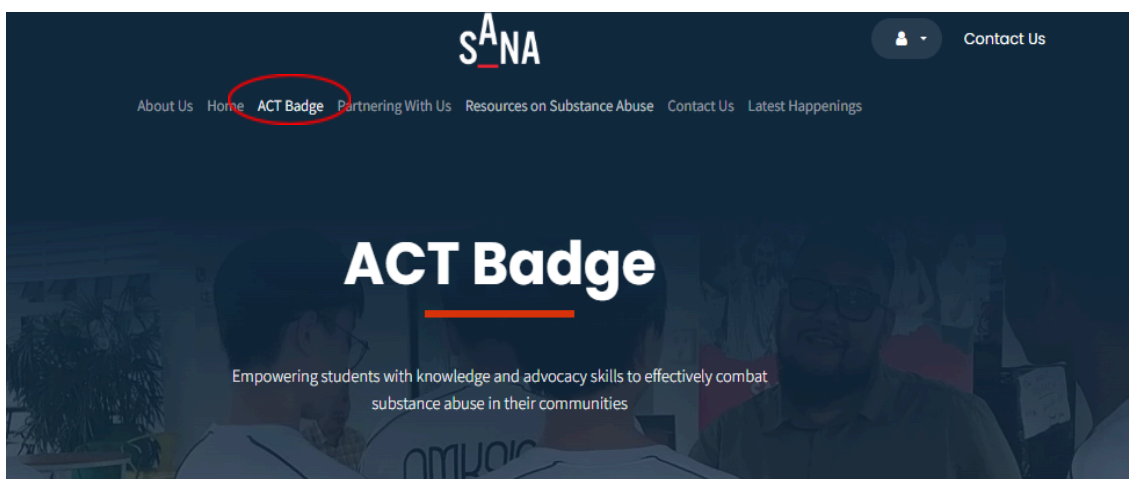 SANA
Contact Us
About Us Home ACT Badge Partnering With Us Resources on Substance Abuse Contact Us Latest Happenings
ACT Badge
Empowering students with knowledge and advocacy skills to effectively combat
substance abuse in their communities